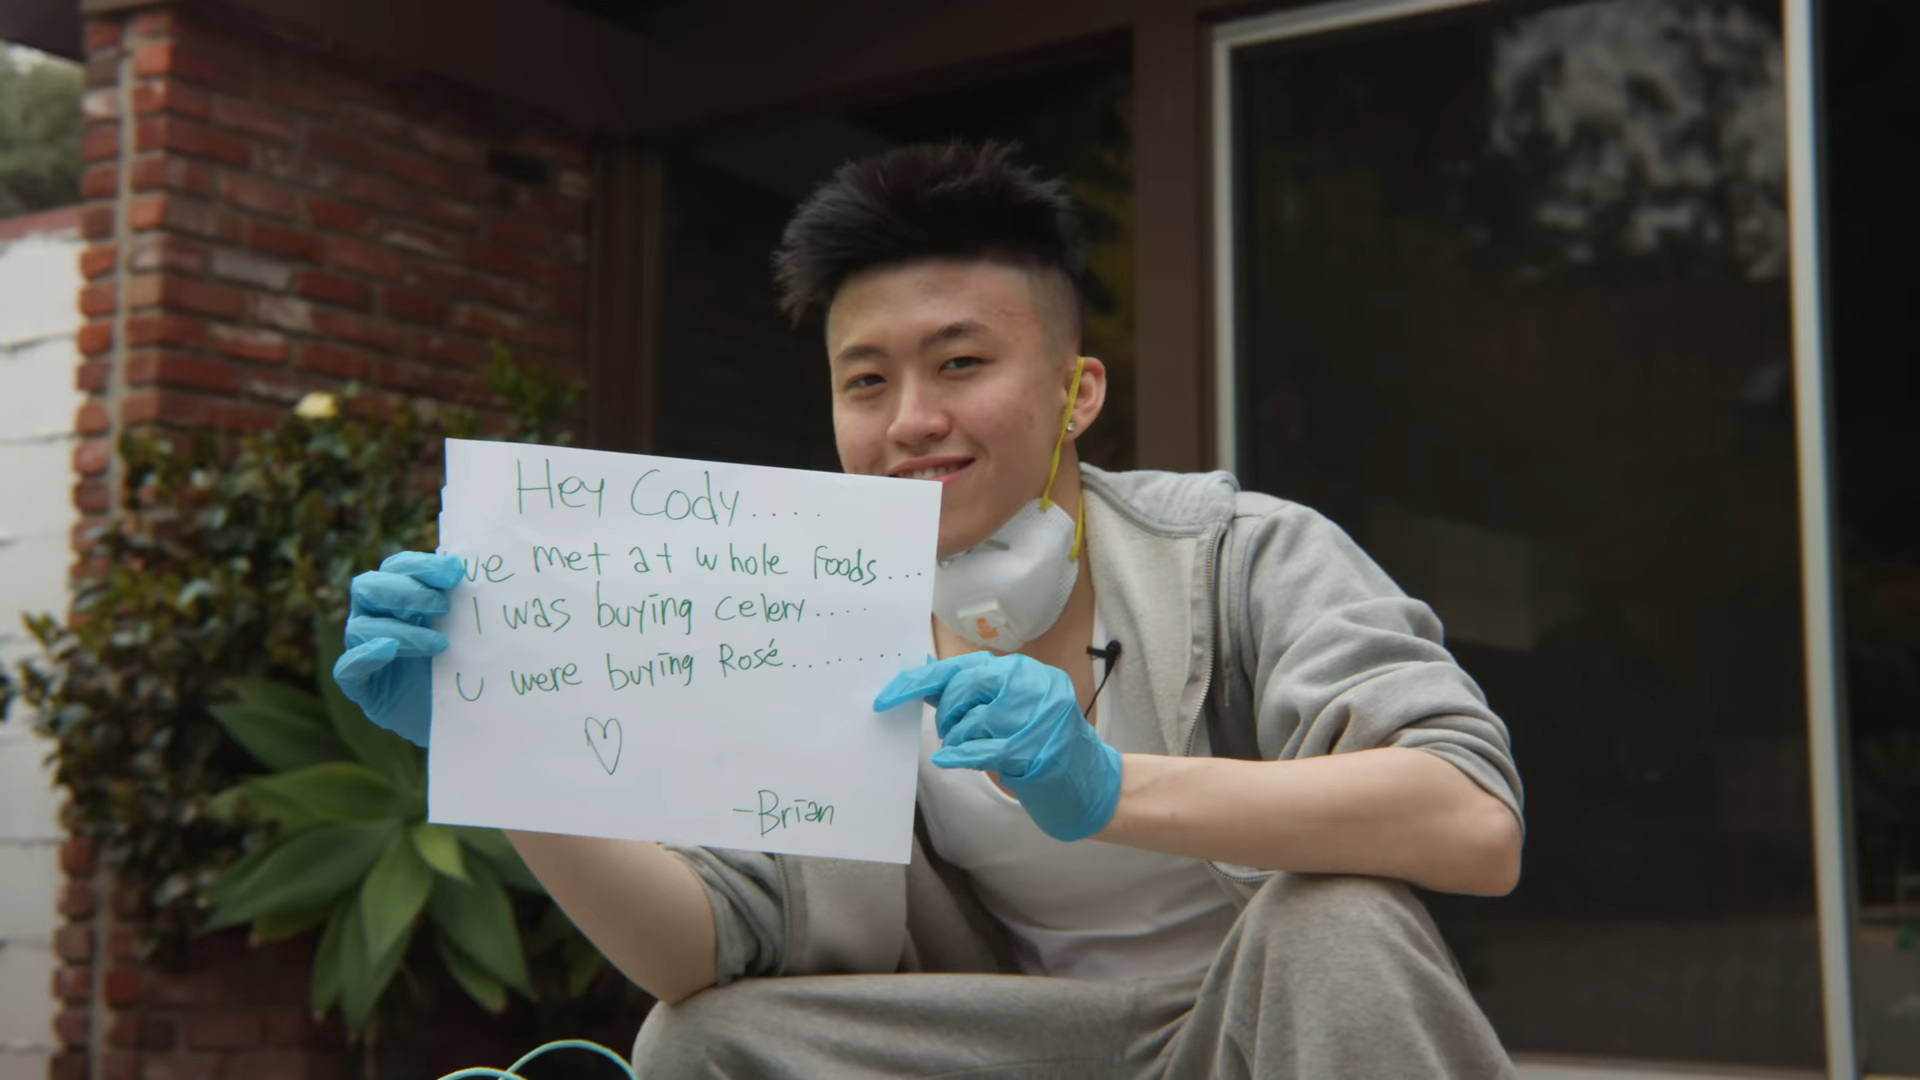 Hey Cody....
we met at whole Foods...
I was buying celery....
U were buying Rosé.......
-Brian